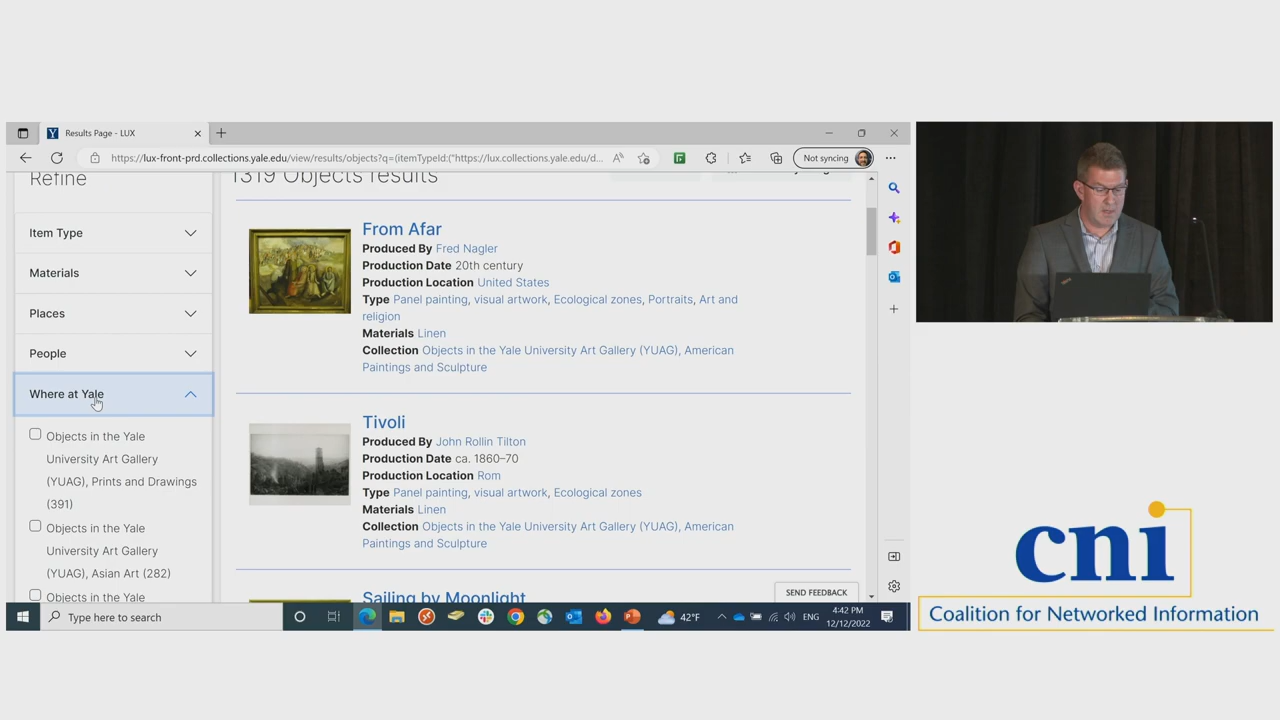 Results Page - LUX
https://lux-front-prd.collections.yale.edu/view/results/objects?q=(itemTypeId:("https://lux.collections.yale.edu/d...
Not syncing
Refine
Item Type
Materials
Places
People
Where at Yale
Objects in the Yale
University Art Gallery
(YUAG), Prints and Drawings
(391)
Objects in the Yale
University Art Gallery
(YUAG), Asian Art (282)
Objects in the Yale
1319 Objects results
From Afar
Produced By Fred Nagler
Production Date 20th century
Production Location United States
Type Panel painting, visual artwork, Ecological zones, Portraits, Art and
religion
Materials Linen
Collection Objects in the Yale University Art Gallery (YUAG), American
Paintings and Sculpture
Tivoli
Produced By John Rollin Tilton
Production Date ca. 1860–70
Production Location Rom
Type Panel painting, visual artwork, Ecological zones
Materials Linen
Collection Objects in the Yale University Art Gallery (YUAG), American
Paintings and Sculpture
Sailing by Moonlight
SEND FEEDBACK
Type here to search
42°F
ENG
4:42 PM
12/12/2022
cni
Coalition for Networked Information